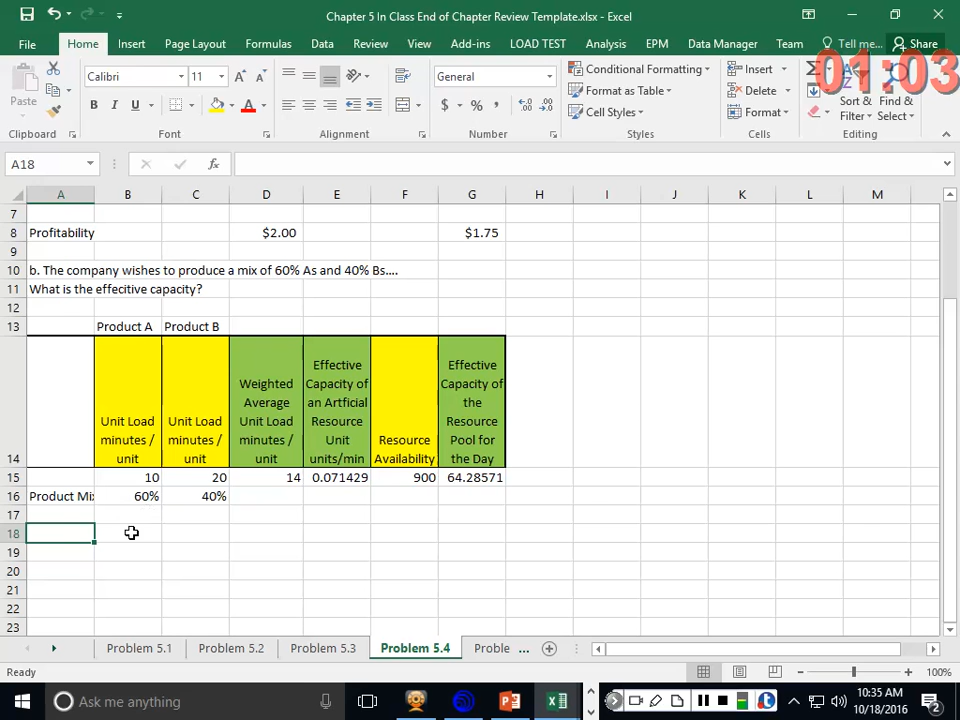 Chapter 5 In Class End of Chapter Review Template.xlsx - Excel
File Home Insert Page Layout Formulas Data Review View Add-ins LOAD TEST Analysis EPM Data Manager Team Tell me... Share
01:03
Paste
Calibri 11
General
Conditional Formatting
Format as Table
Cell Styles
Insert
Delete
Format
Sort & Filter
Find & Select
Clipboard Font Alignment Number Styles Cells Editing
A18 fx
A B C D E F G H I J K L M
7
8 Profitability $2.00 $1.75
9
10 b. The company wishes to produce a mix of 60% As and 40% Bs....
11 What is the effecitive capacity?
12
13 Product A Product B
14 Unit Load minutes / unit Unit Load minutes / unit Weighted Average Unit Load minutes / unit Effective Capacity of an Artficial Resource Unit units/min Resource Availability Effective Capacity of the Resource Pool for the Day
15 10 20 14 0.071429 900 64.28571
16 Product Mix 60% 40%
17
18
19
20
21
22
23
Problem 5.1 Problem 5.2 Problem 5.3 Problem 5.4 Proble ...
Ready 100%
Ask me anything
10:35 AM
10/18/2016
2